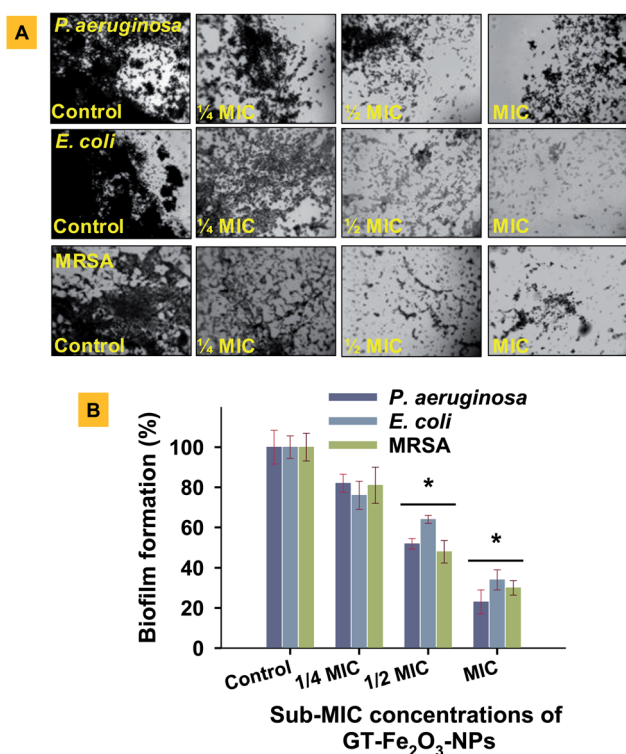 A
P. aeruginosa
Control
¼ MIC
½ MIC
MIC
E. coli
Control
¼ MIC
½ MIC
MIC
MRSA
Control
¼ MIC
½ MIC
MIC
B
P. aeruginosa
E. coli
MRSA
Biofilm formation (%)
100
80
60
40
20
0
*
*
Control
1/4 MIC
1/2 MIC
MIC
Sub-MIC concentrations of
GT-Fe₂O₃-NPs